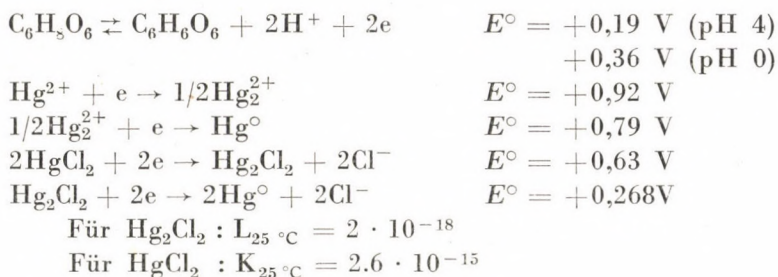 C₆H₈O₆ ⇄ C₆H₆O₆ + 2H⁺ + 2e E° = +0,19 V (pH 4)
+0,36 V (pH 0)
Hg²⁺ + e → 1/2Hg₂²⁺ E° = +0,92 V
1/2Hg₂²⁺ + e → Hg° E° = +0,79 V
2HgCl₂ + 2e → Hg₂Cl₂ + 2Cl⁻ E° = +0,63 V
Hg₂Cl₂ + 2e → 2Hg° + 2Cl⁻ E° = +0,268V
Für Hg₂Cl₂ : L₂₅ °C = 2 · 10⁻¹⁸
Für HgCl₂ : K₂₅ °C = 2.6 · 10⁻¹⁵